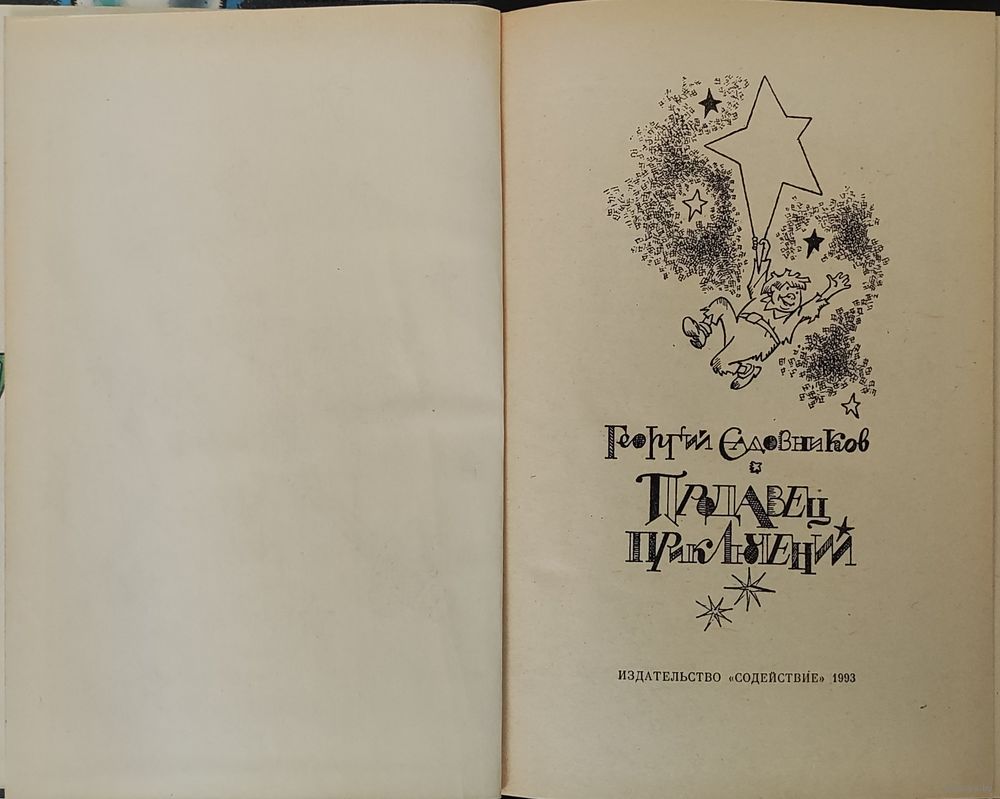 Георгий Садовников
Продавец
приключений
ИЗДАТЕЛЬСТВО «СОДЕЙСТВИЕ» 1993